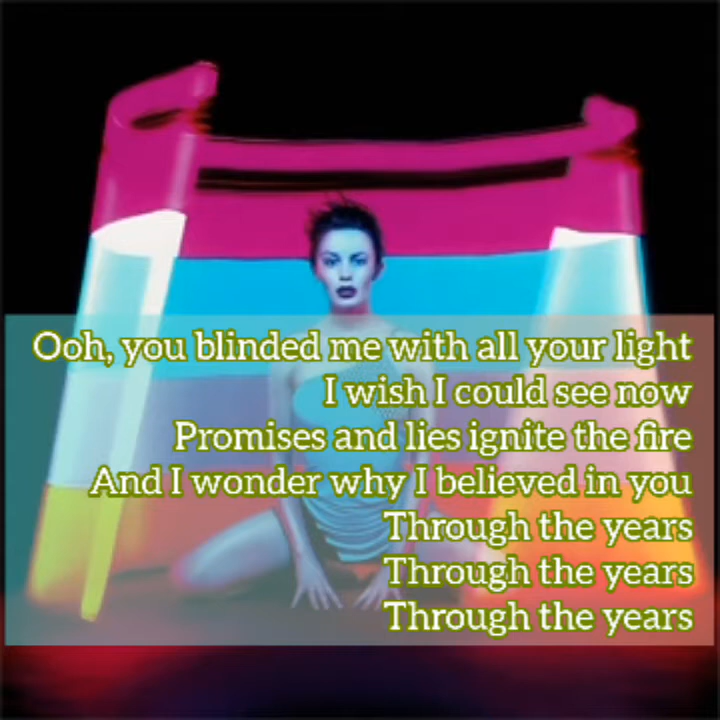 Ooh, you blinded me with all your light
I wish I could see now
Promises and lies ignite the fire
And I wonder why I believed in you
Through the years
Through the years
Through the years